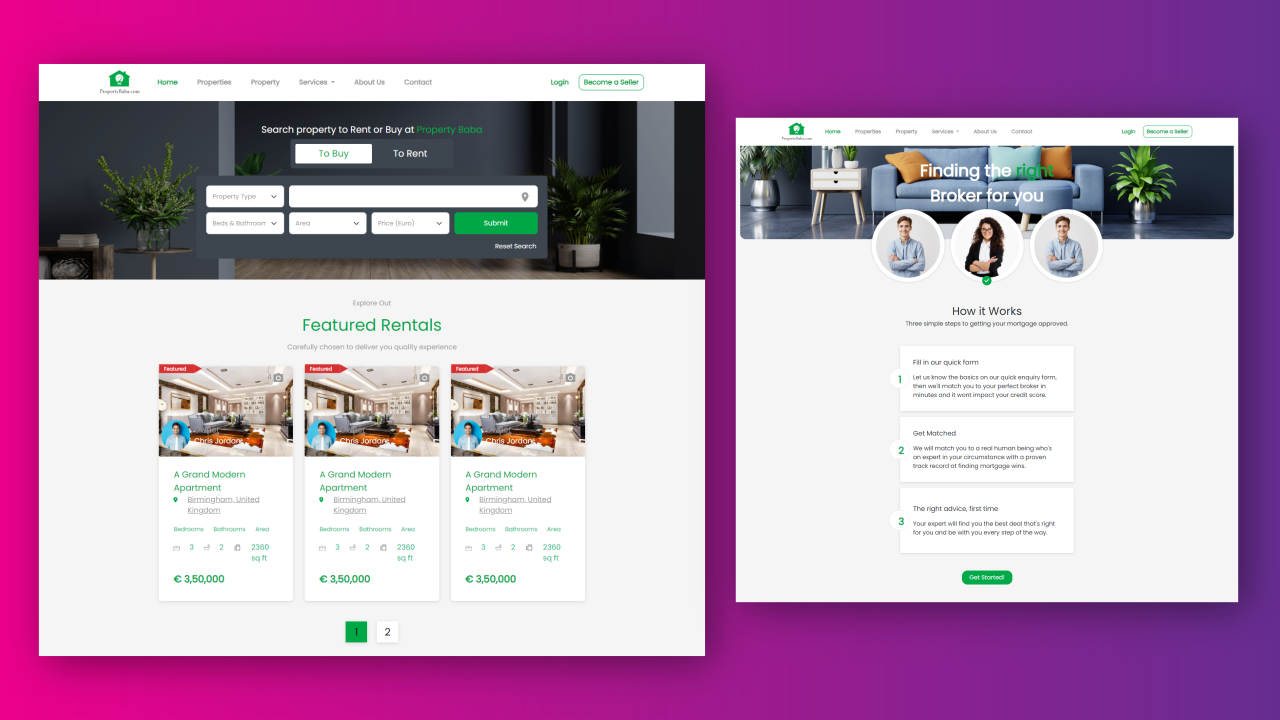 PropertyBaba.com
Home Properties Property Services About Us Contact Login Become a Seller
Search property to Rent or Buy at Property Baba
To Buy To Rent
Property Type
Beds & Bathroom Area Price (Euro) Submit
Reset Search
Explore Out
Featured Rentals
Carefully chosen to deliver you quality experience
Featured
4
Chris Jordan
A Grand Modern
Apartment
Birmingham, United
Kingdom
Bedrooms Bathrooms Area
3 2 2360
sq ft
€ 3,50,000
Featured
4
Chris Jordan
A Grand Modern
Apartment
Birmingham, United
Kingdom
Bedrooms Bathrooms Area
3 2 2360
sq ft
€ 3,50,000
Featured
4
Chris Jordan
A Grand Modern
Apartment
Birmingham, United
Kingdom
Bedrooms Bathrooms Area
3 2 2360
sq ft
€ 3,50,000
1 2
PropertyBaba.com
Home Properties Property Services About Us Contact Login Become a Seller
Finding the right
Broker for you
How it Works
Three simple steps to getting your mortgage approved.
1
Fill in our quick form
Let us know the basics on our quick enquiry form,
then we'll match you to your perfect broker in
minutes and it wont impact your credit score.
2
Get Matched
We will match you to a real human being who's
an expert in your circumstance with a proven
track record at finding mortgage wins.
3
The right advice, first time
Your expert will find you the best deal that's right
for you and be with you every step of the way.
Get Started!